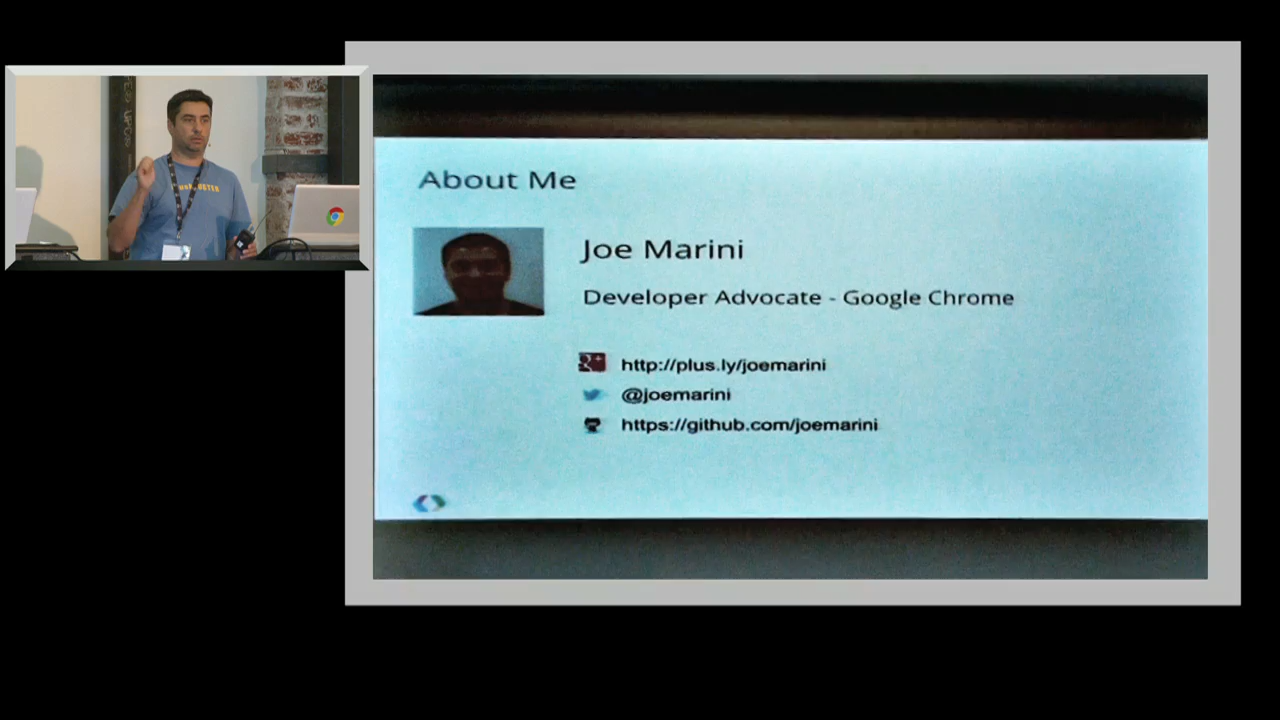 About Me
Joe Marini
Developer Advocate - Google Chrome
http://plus.ly/joemarini
@joemarini
https://github.com/joemarini